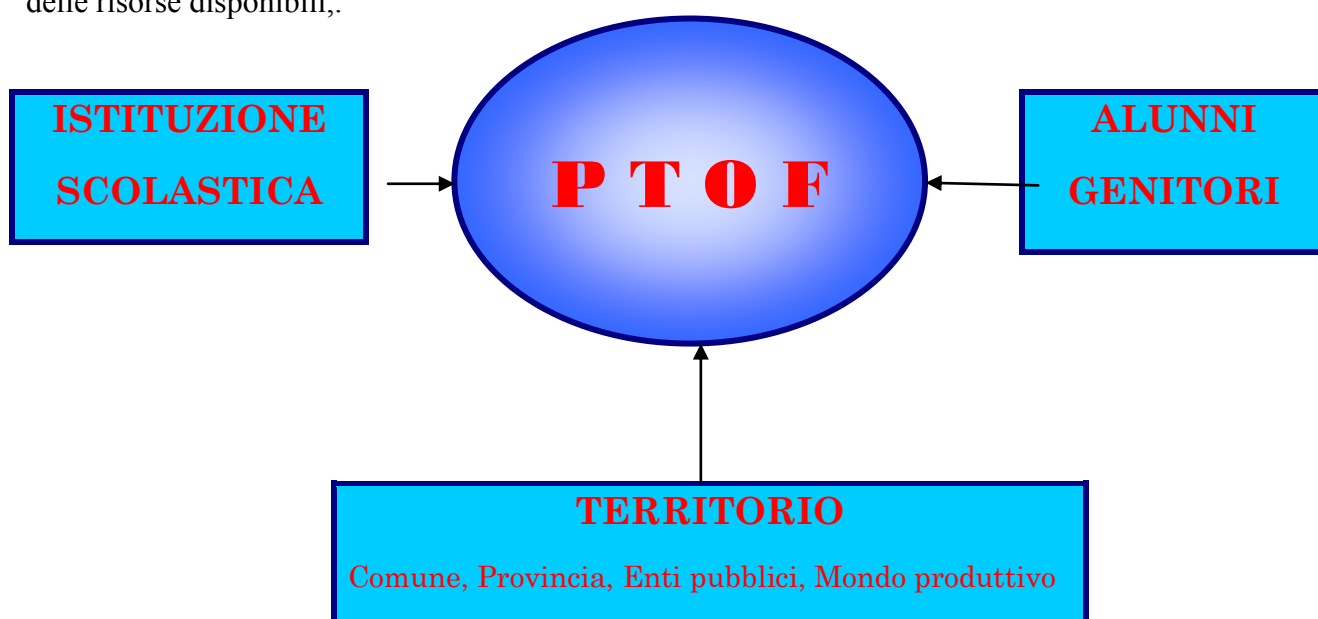 delle risorse disponibili,.
ISTITUZIONE
SCOLASTICA
P T O F
ALUNNI
GENITORI
TERRITORIO
Comune, Provincia, Enti pubblici, Mondo produttivo